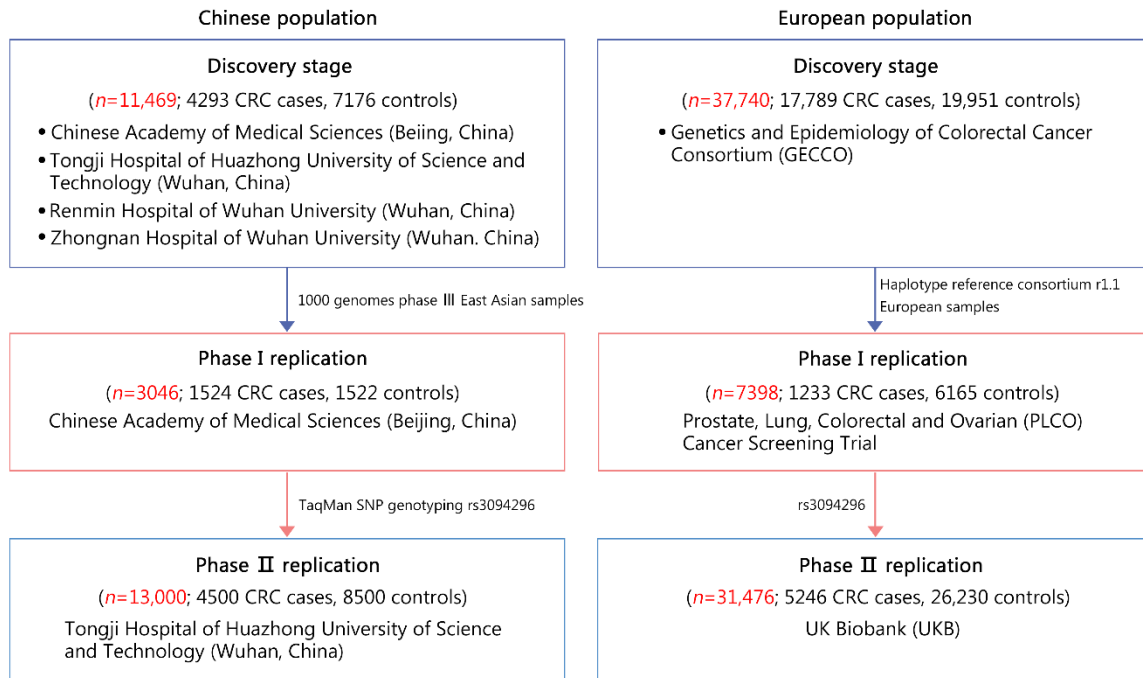 Chinese population
Discovery stage
(n=11,469; 4293 CRC cases, 7176 controls)
• Chinese Academy of Medical Sciences (Beiing, China)
• Tongji Hospital of Huazhong University of Science and
Technology (Wuhan, China)
• Renmin Hospital of Wuhan University (Wuhan, China)
• Zhongnan Hospital of Wuhan University (Wuhan. China)
1000 genomes phase Ⅲ East Asian samples
Phase I replication
(n=3046; 1524 CRC cases, 1522 controls)
Chinese Academy of Medical Sciences (Beijing, China)
TaqMan SNP genotyping rs3094296
Phase Ⅱ replication
(n=13,000; 4500 CRC cases, 8500 controls)
Tongji Hospital of Huazhong University of Science
and Technology (Wuhan, China)
European population
Discovery stage
(n=37,740; 17,789 CRC cases, 19,951 controls)
• Genetics and Epidemiology of Colorectal Cancer
Consortium (GECCO)
Haplotype reference consortium r1.1
European samples
Phase I replication
(n=7398; 1233 CRC cases, 6165 controls)
Prostate, Lung, Colorectal and Ovarian (PLCO)
Cancer Screening Trial
rs3094296
Phase Ⅱ replication
(n=31,476; 5246 CRC cases, 26,230 controls)
UK Biobank (UKB)